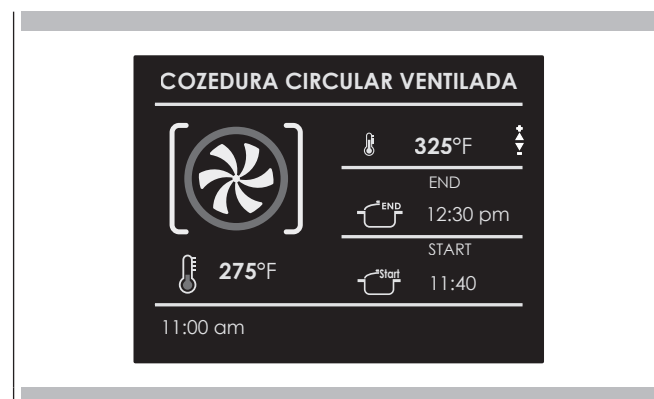 COZEDURA CIRCULAR VENTILADA
325°F
END
END 12:30 pm
START
Start 11:40
275°F
11:00 am